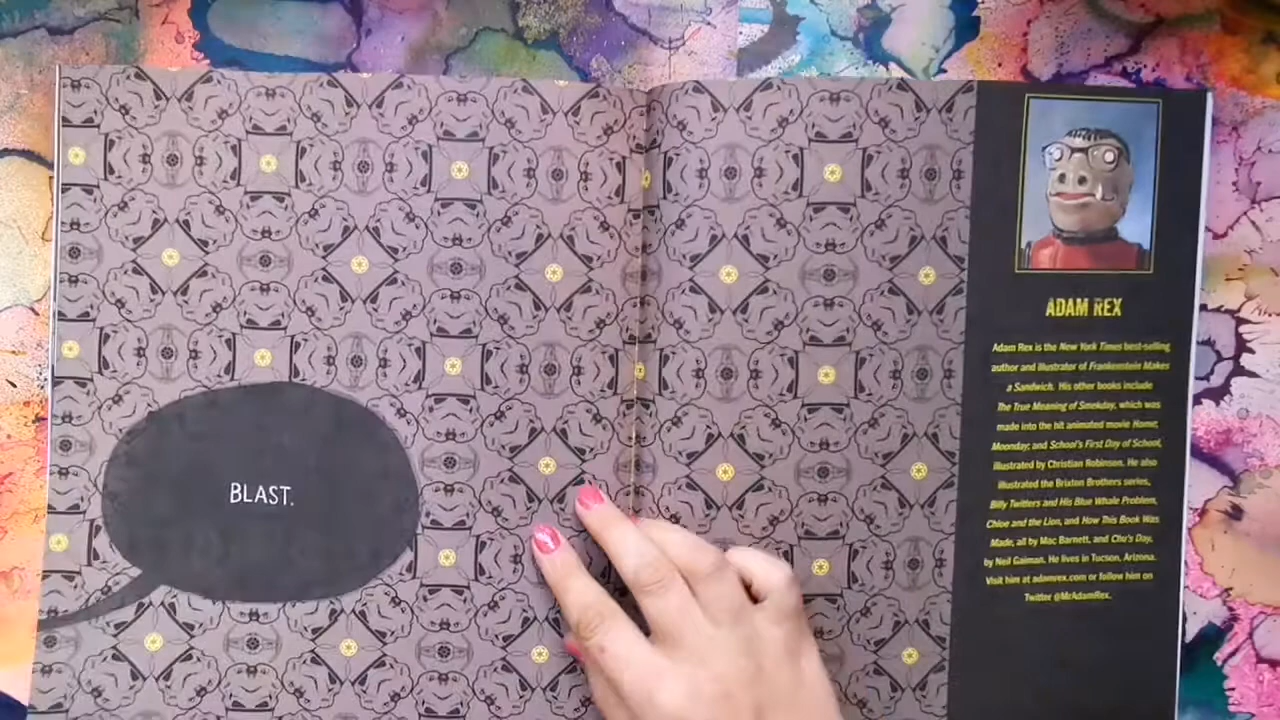 BLAST.
ADAM REX
Adam Rex is the New York Times best-selling
author and illustrator of Frankenstein Makes
a Sandwich. His other books include
The True Meaning of Smekday, which was
made into the hit animated movie Home;
Moonday; and School's First Day of School,
illustrated by Christian Robinson. He also
illustrated the Brixton Brothers series,
Billy Twitters and His Blue Whale Problem,
Chloe and the Lion, and How This Book Was
Made, all by Mac Barnett, and Chu's Day,
by Neil Gaiman. He lives in Tucson, Arizona.
Visit him at adamrex.com or follow him on
Twitter @MrAdamRex.